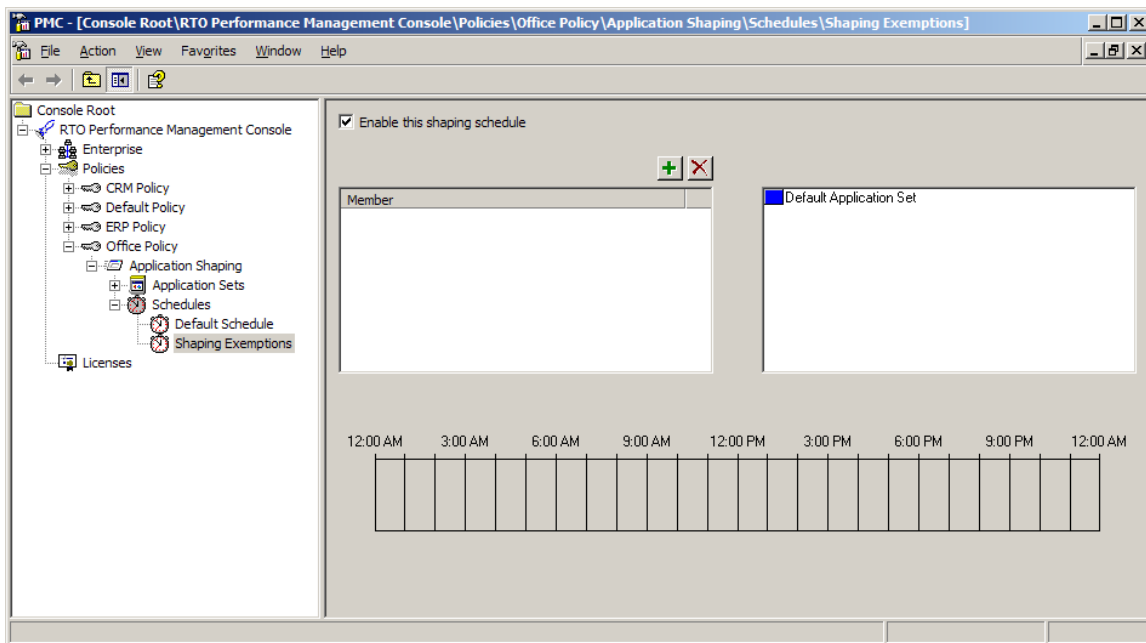 PMC - [Console Root\RTO Performance Management Console\Policies\Office Policy\Application Shaping\Schedules\Shaping Exemptions]
File Action View Favorites Window Help
Console Root
RTO Performance Management Console
Enterprise
Policies
CRM Policy
Default Policy
ERP Policy
Office Policy
Application Shaping
Application Sets
Schedules
Default Schedule
Shaping Exemptions
Licenses
Enable this shaping schedule
Member
Default Application Set
12:00 AM 3:00 AM 6:00 AM 9:00 AM 12:00 PM 3:00 PM 6:00 PM 9:00 PM 12:00 AM